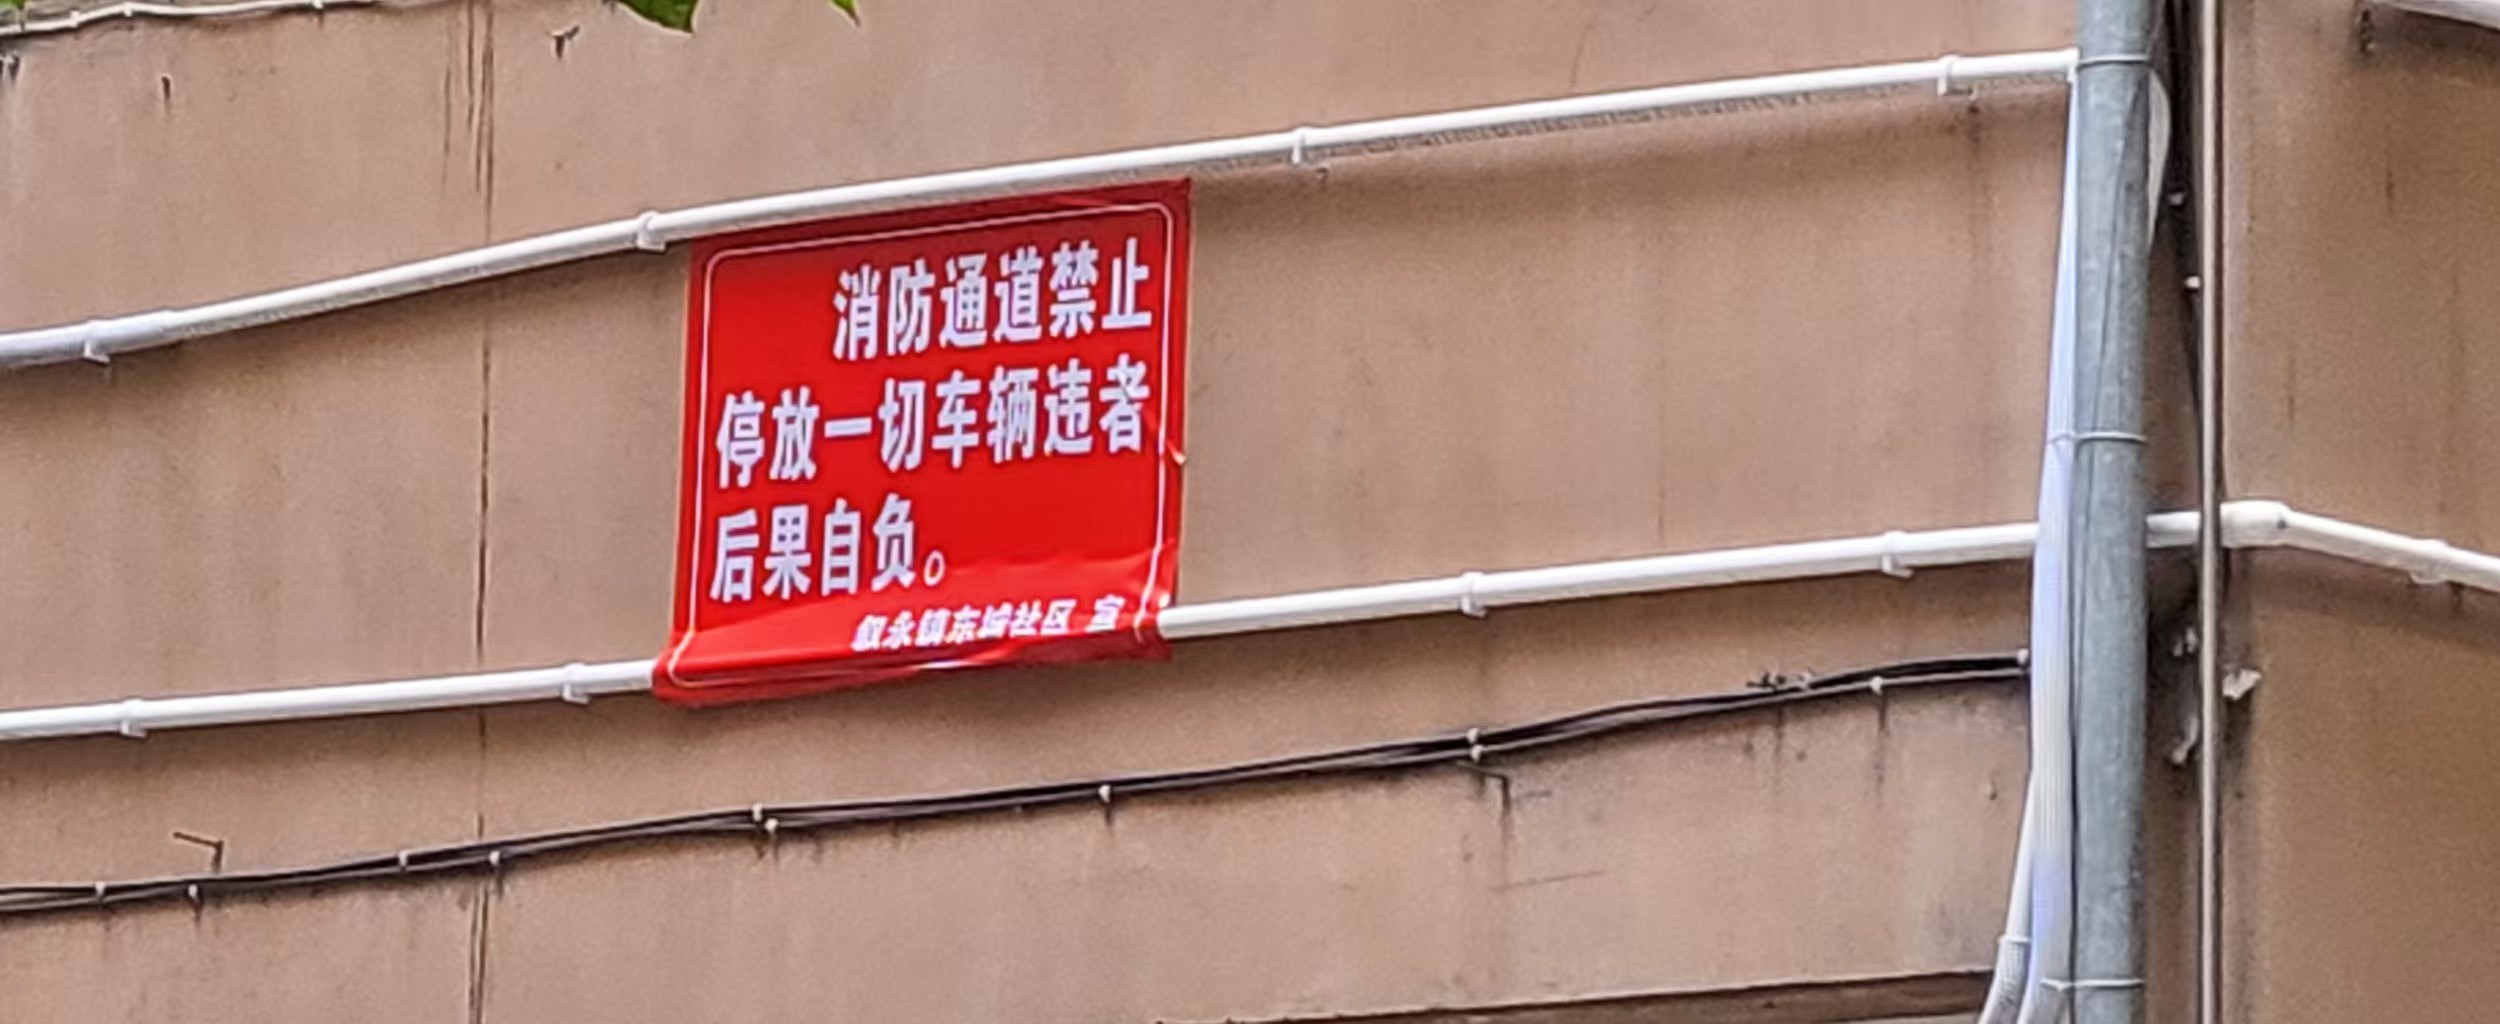 消防通道禁止
停放一切车辆违者
后果自负。
叙永镇东城社区 宣